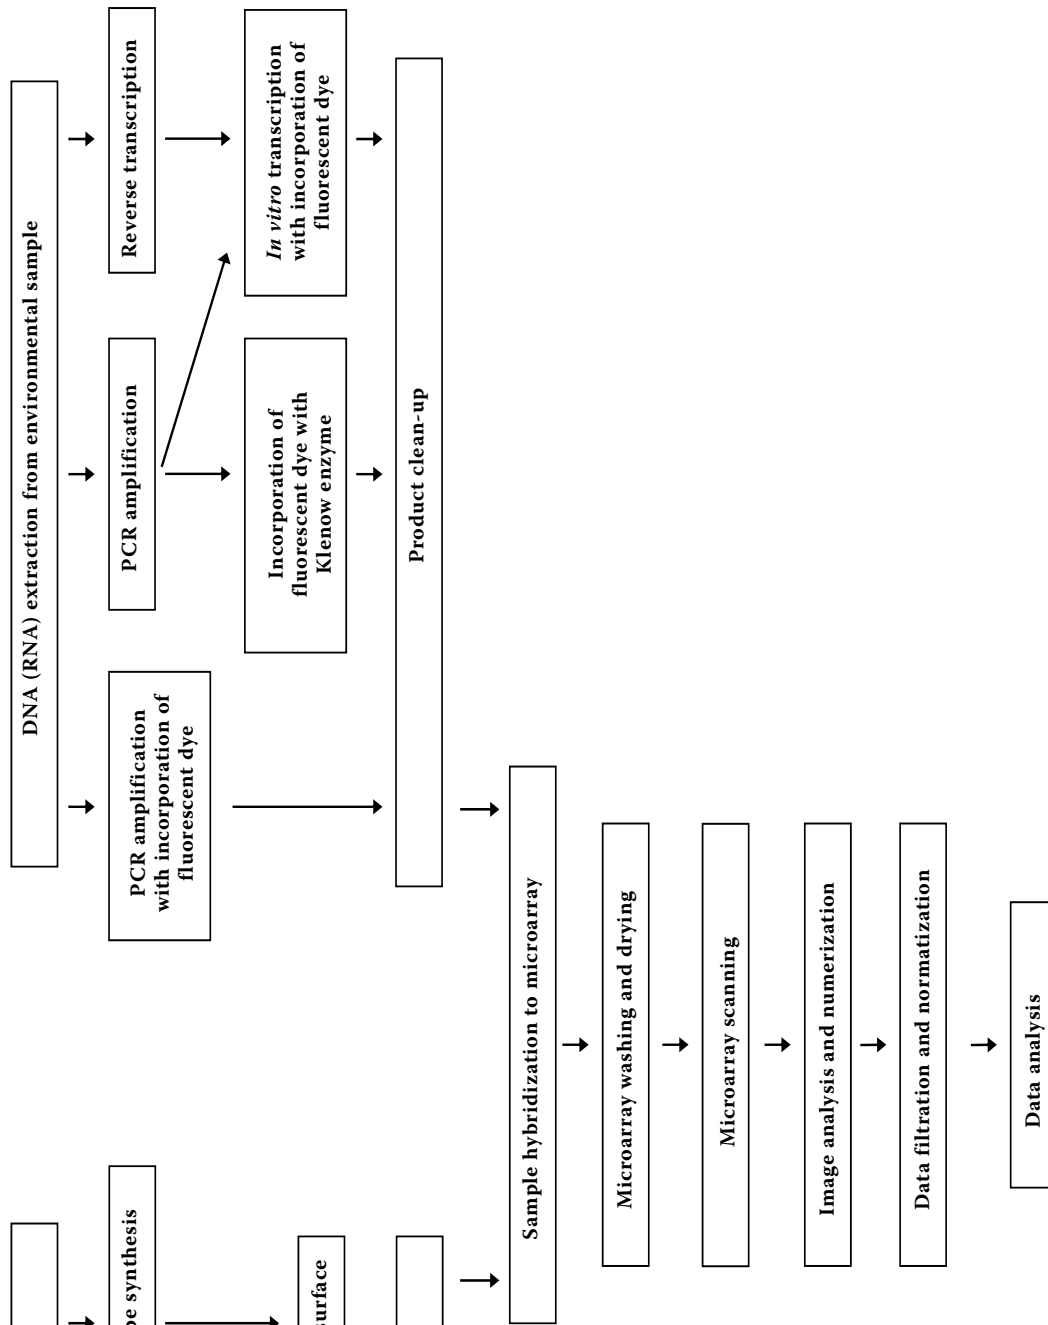 DNA (RNA) extraction from environmental sample
PCR amplification
with incorporation of
fluorescent dye
PCR amplification
Reverse transcription
Incorporation of
fluorescent dye with
Klenow enzyme
In vitro transcription
with incorporation of
fluorescent dye
Product clean-up
synthesis
surface
Sample hybridization to microarray
Microarray washing and drying
Microarray scanning
Image analysis and numerization
Data filtration and normatization
Data analysis